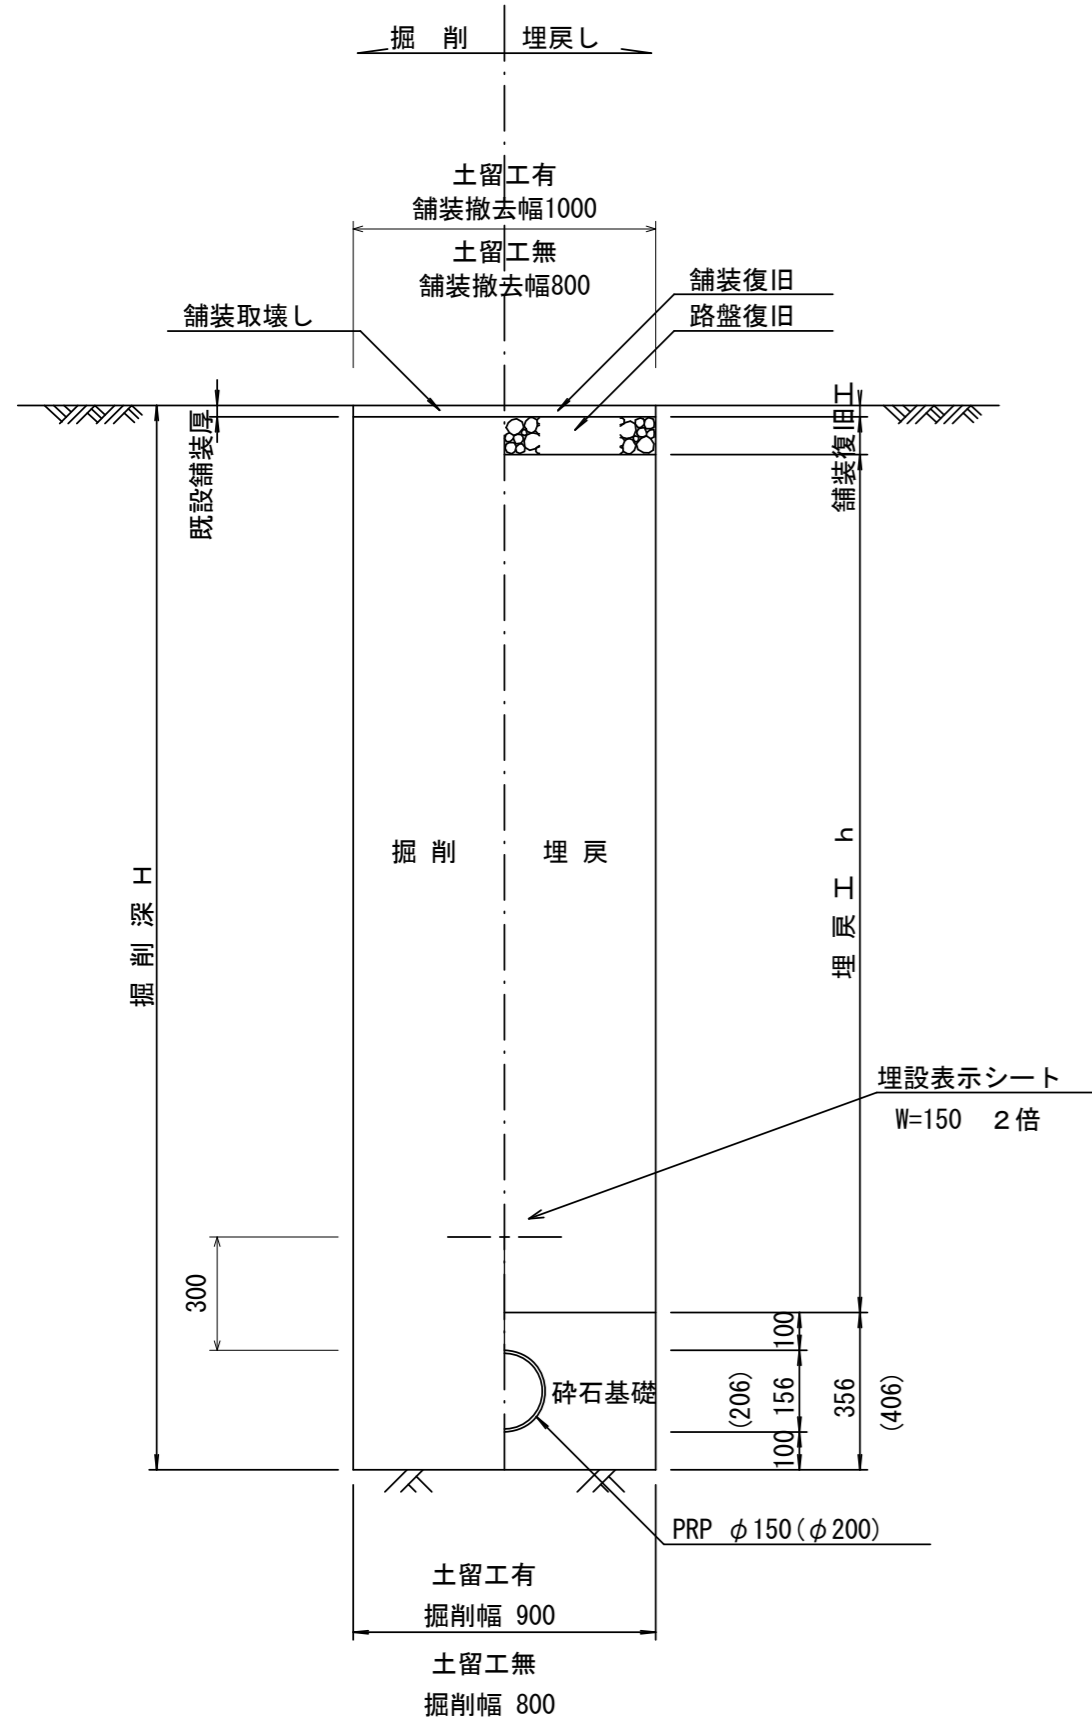 掘　削
埋戻し
土留工有
舗装撤去幅1000
土留工無
舗装撤去幅800
舗装復旧
路盤復旧
舗装取壊し
既設舗装厚
舗装復旧工
掘削
埋戻
掘削深 H
埋戻工 h
埋設表示シート
W=150　２倍
300
100
砕石基礎
(206)
156
356
(406)
100
PRP φ150(φ200)
土留工有
掘削幅 900
土留工無
掘削幅 800